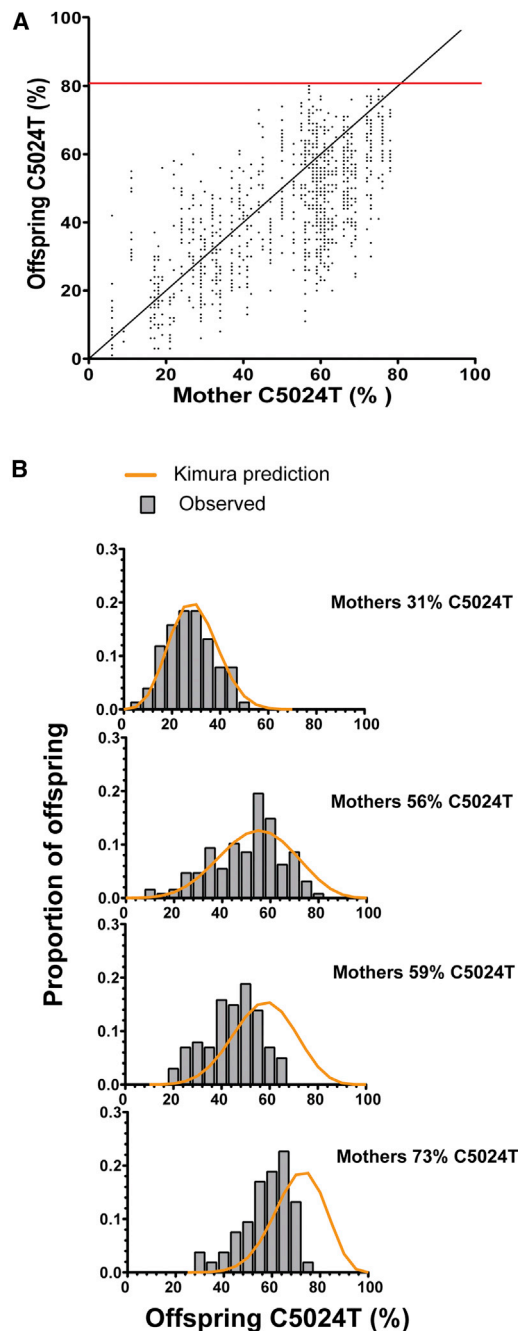 A
100
80
60
40
20
0
Offspring C5024T (%)
0 20 40 60 80 100
Mother C5024T (% )
B
Kimura prediction
Observed
Proportion of offspring
0.3
0.2
0.1
0.0
Mothers 31% C5024T
0 20 40 60 80 100
0.3
0.2
0.1
0.0
Mothers 56% C5024T
0 20 40 60 80 100
0.3
0.2
0.1
0.0
Mothers 59% C5024T
0 20 40 60 80 100
0.3
0.2
0.1
0.0
Mothers 73% C5024T
0 20 40 60 80 100
Offspring C5024T (%)